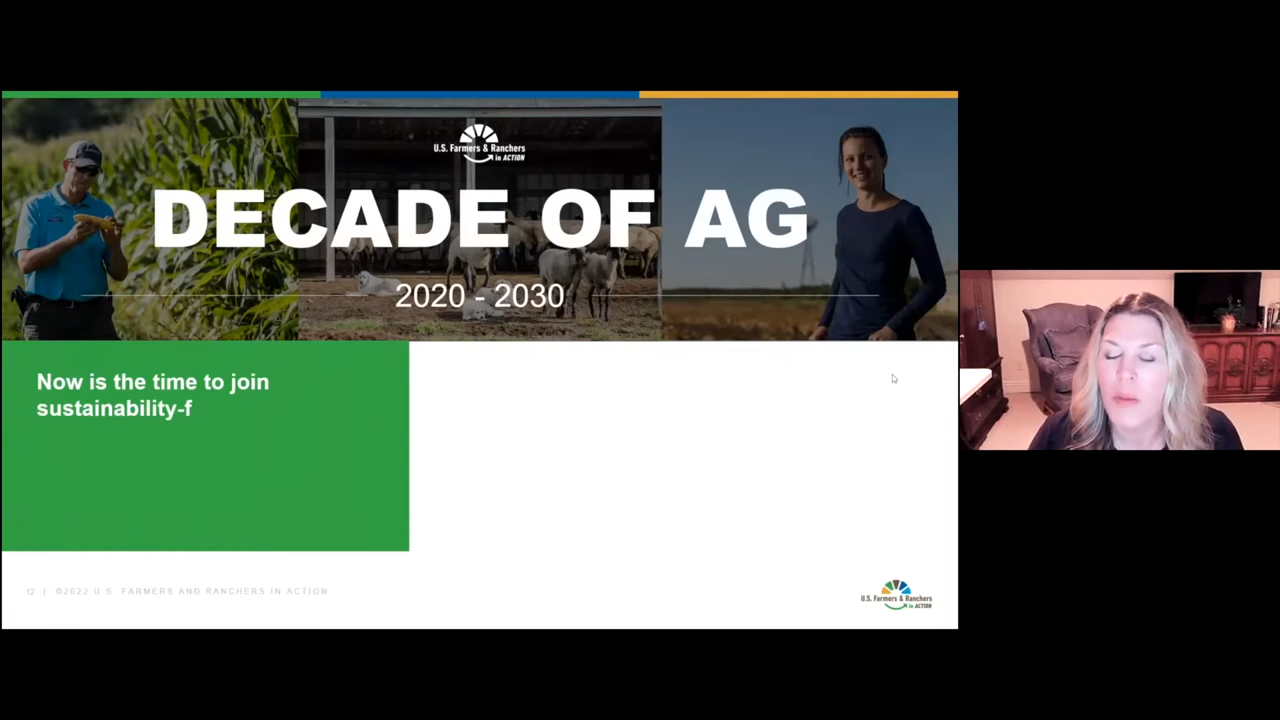 U.S. Farmers & Ranchers
in ACTION
DECADE OF AG
2020 - 2030
Now is the time to join
sustainability-f
12 | ©2022 U.S. FARMERS AND RANCHERS IN ACTION
U.S. Farmers & Ranchers
in ACTION